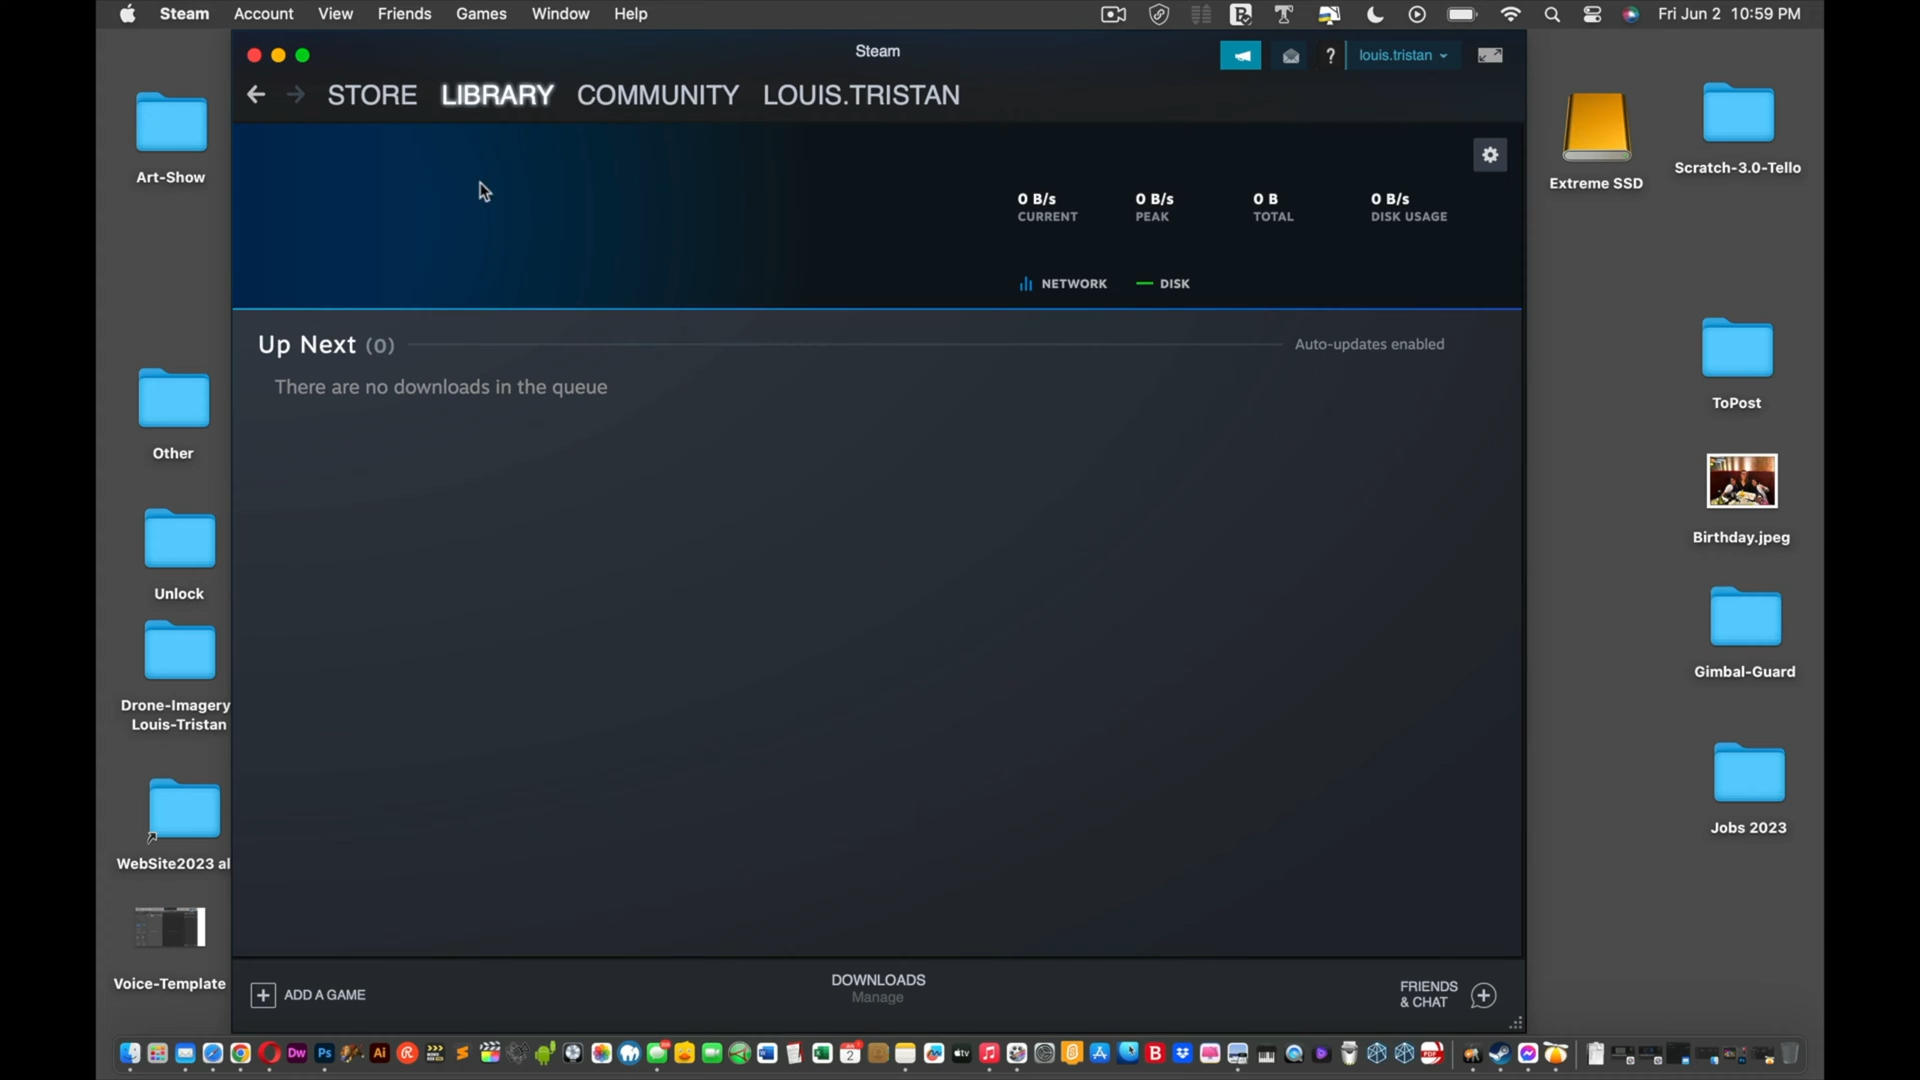 Steam Account View Friends Games Window Help Fri Jun 2 10:59 PM
Steam
louis.tristan
STORE LIBRARY COMMUNITY LOUIS.TRISTAN
0 B/s 0 B/s 0 B 0 B/s
CURRENT PEAK TOTAL DISK USAGE
NETWORK DISK
Up Next (0) Auto-updates enabled
There are no downloads in the queue
ADD A GAME
DOWNLOADS
Manage
FRIENDS
& CHAT
Art-Show
Other
Unlock
Drone-Imagery
Louis-Tristan
WebSite2023 al
Voice-Template
Extreme SSD
Scratch-3.0-Tello
ToPost
Birthday.jpeg
Gimbal-Guard
Jobs 2023
Dw Ps Ai